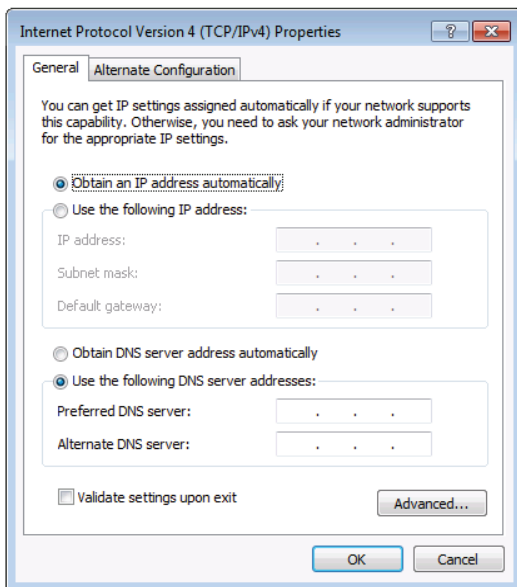 Internet Protocol Version 4 (TCP/IPv4) Properties
General
Alternate Configuration
You can get IP settings assigned automatically if your network supports
this capability. Otherwise, you need to ask your network administrator
for the appropriate IP settings.
Obtain an IP address automatically
Use the following IP address:
IP address:
Subnet mask:
Default gateway:
Obtain DNS server address automatically
Use the following DNS server addresses:
Preferred DNS server:
Alternate DNS server:
Validate settings upon exit
Advanced...
OK
Cancel